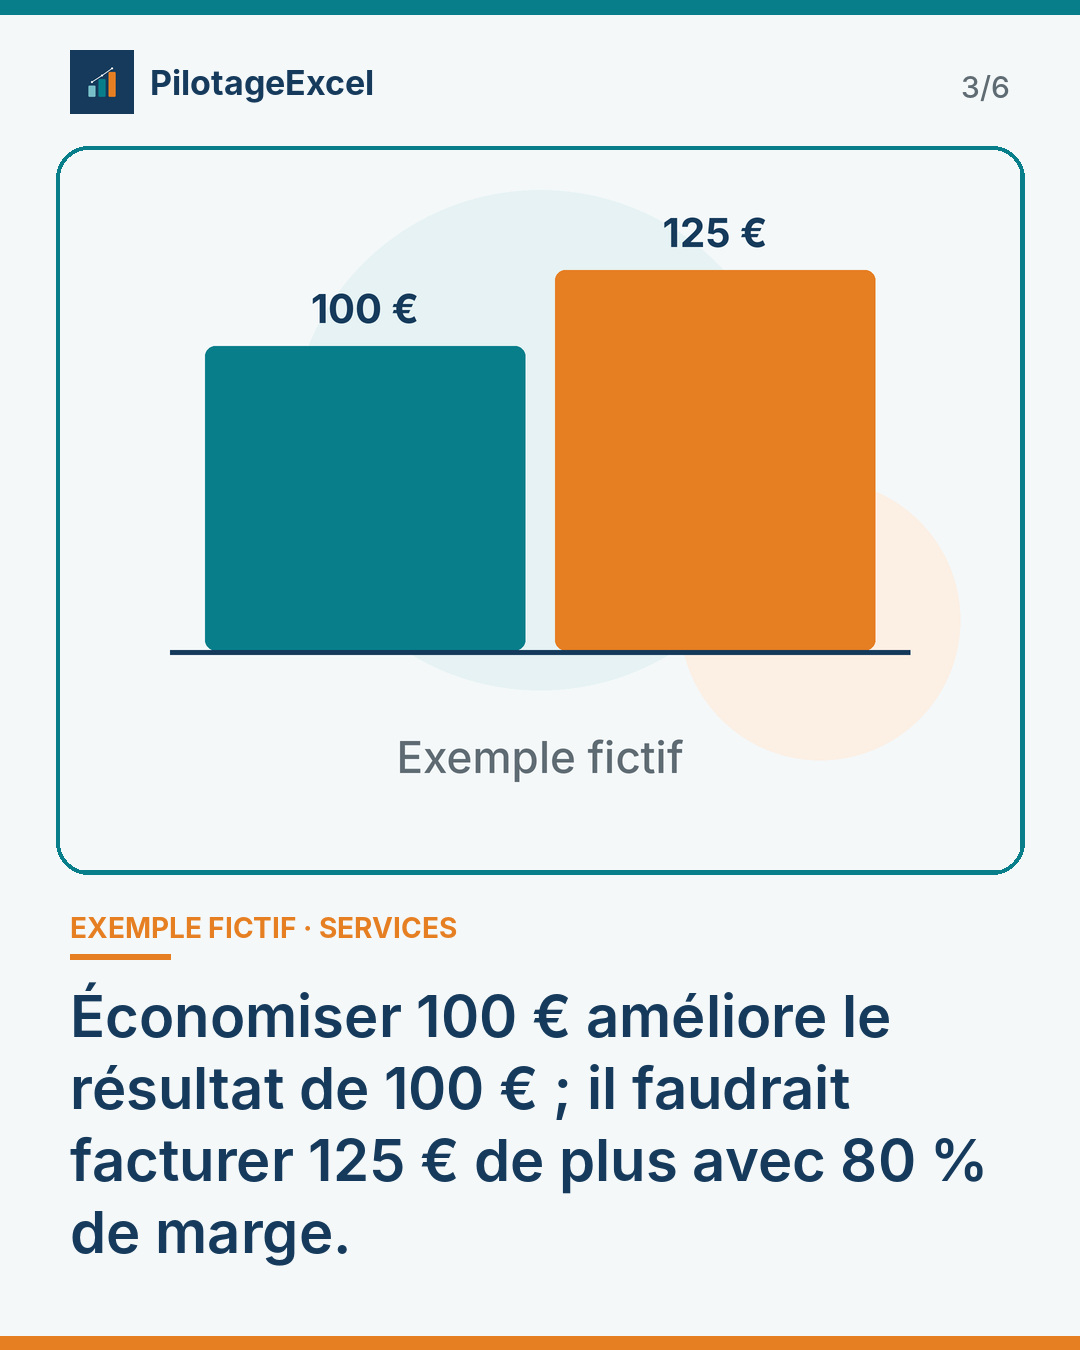 PilotageExcel
3/6
125 €
100 €
Exemple fictif
EXEMPLE FICTIF · SERVICES
Économiser 100 € améliore le
résultat de 100 € ; il faudrait
facturer 125 € de plus avec 80 %
de marge.